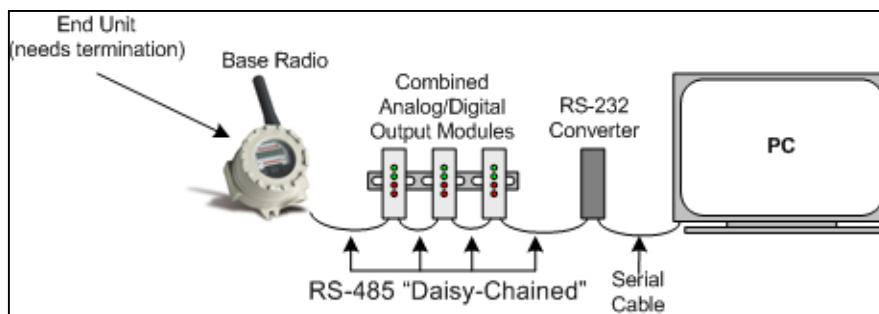 End Unit
(needs termination)
Base Radio
Combined
Analog/Digital
Output Modules
RS-232
Converter
PC
RS-485 "Daisy-Chained"
Serial
Cable